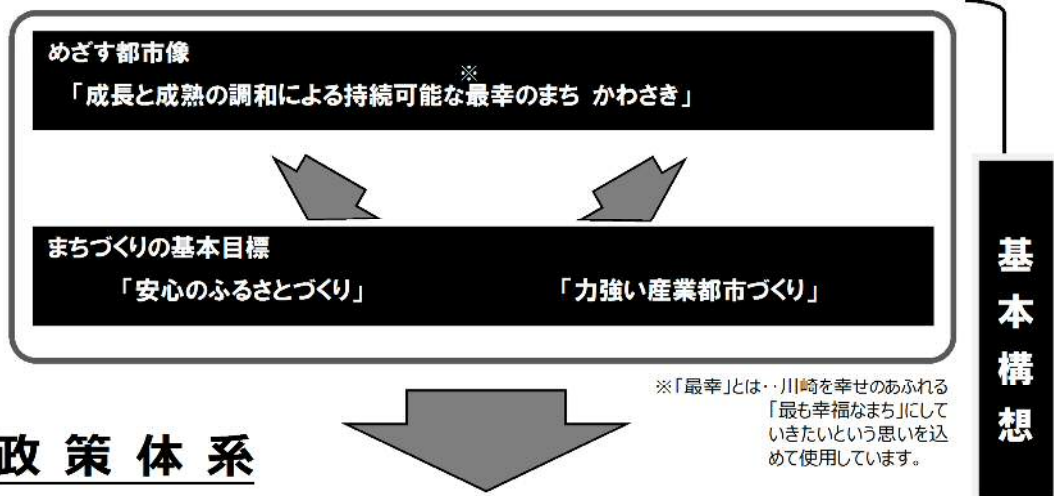 めざす都市像
※
「成長と成熟の調和による持続可能な最幸のまち かわさき」
まちづくりの基本目標
「安心のふるさとづくり」 「力強い産業都市づくり」
基本構想
※「最幸」とは‥川崎を幸せのあふれる
「最も幸福なまち」にして
いきたいという思いを込
めて使用しています。
政策体系